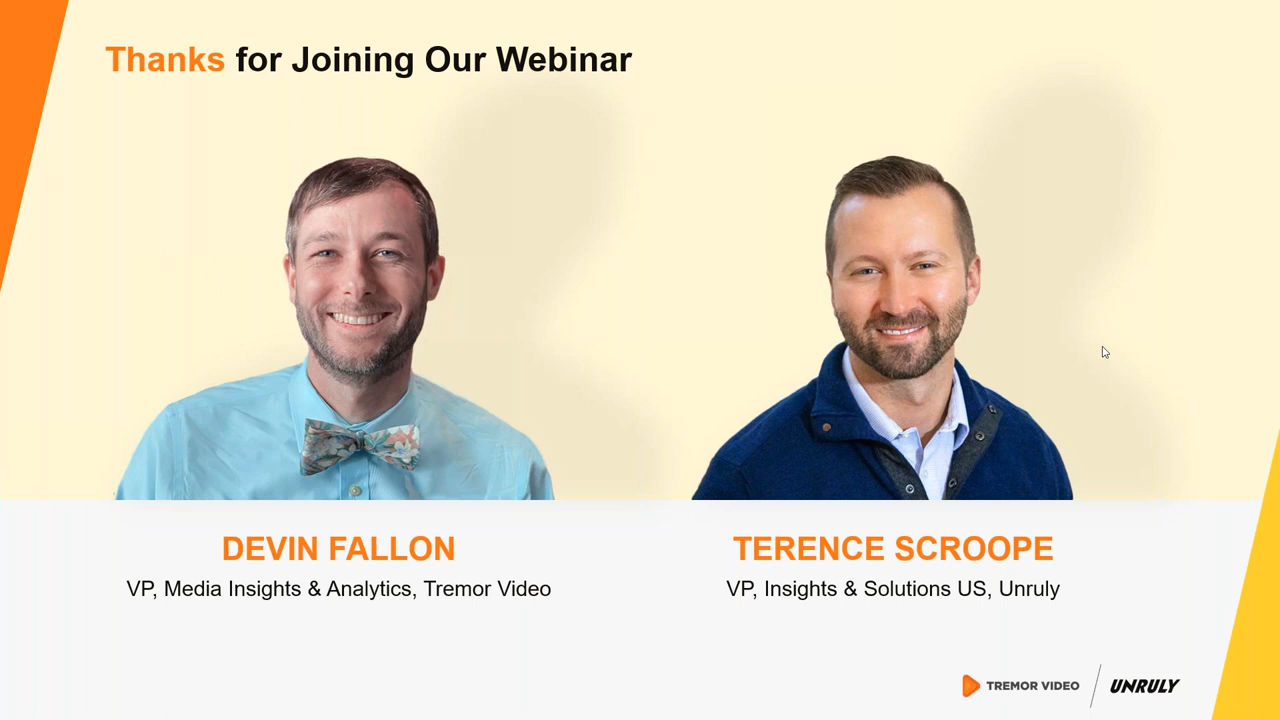 Thanks for Joining Our Webinar
DEVIN FALLON
VP, Media Insights & Analytics, Tremor Video
TERENCE SCROOPE
VP, Insights & Solutions US, Unruly
TREMOR VIDEO
UNRULY